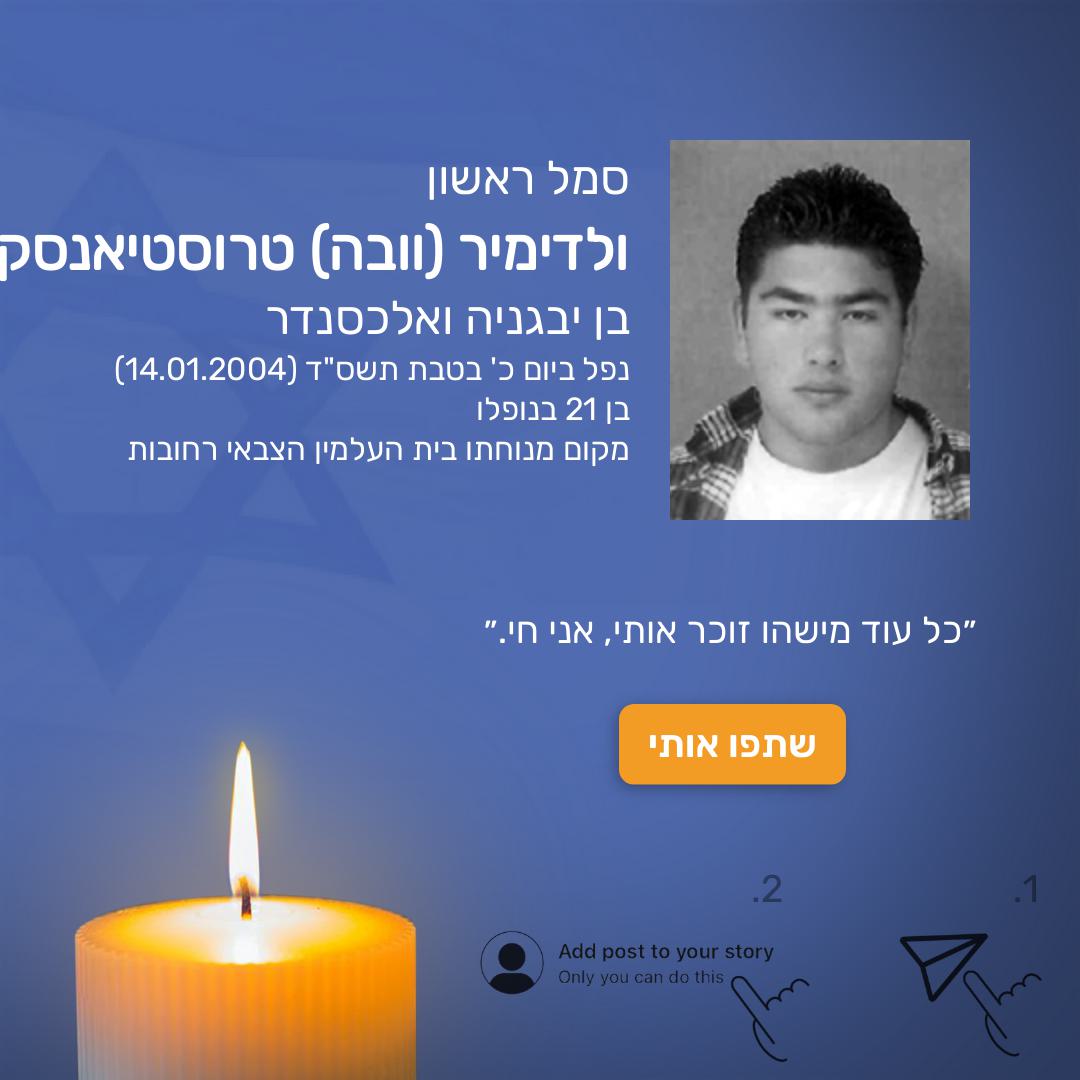 סמל ראשון
ולדימיר (וובה) טרוסטיאנסק
בן יבגניה ואלכסנדר
נפל ביום כ' בטבת תשס"ד (14.01.2004)
בן 21 בנופלו
מקום מנוחתו בית העלמין הצבאי רחובות
״כל עוד מישהו זוכר אותי, אני חי.״
שתפו אותי
1.
2.
Add post to your story
Only you can do this